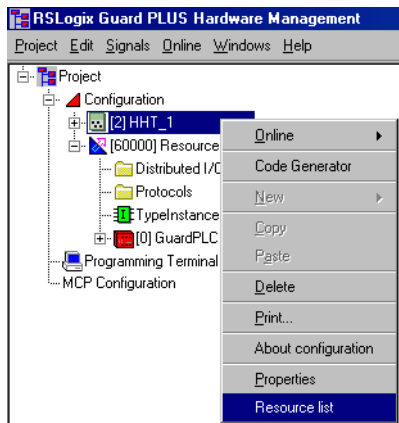 RSLogix Guard PLUS Hardware Management
Project Edit Signals Online Windows Help
Project
Configuration
[2] HHT_1
[60000] Resource
Distributed I/O
Protocols
TypeInstance
[0] GuardPLC
Programming Terminal
MCP Configuration
Online
Code Generator
New
Copy
Paste
Delete
Print...
About configuration
Properties
Resource list